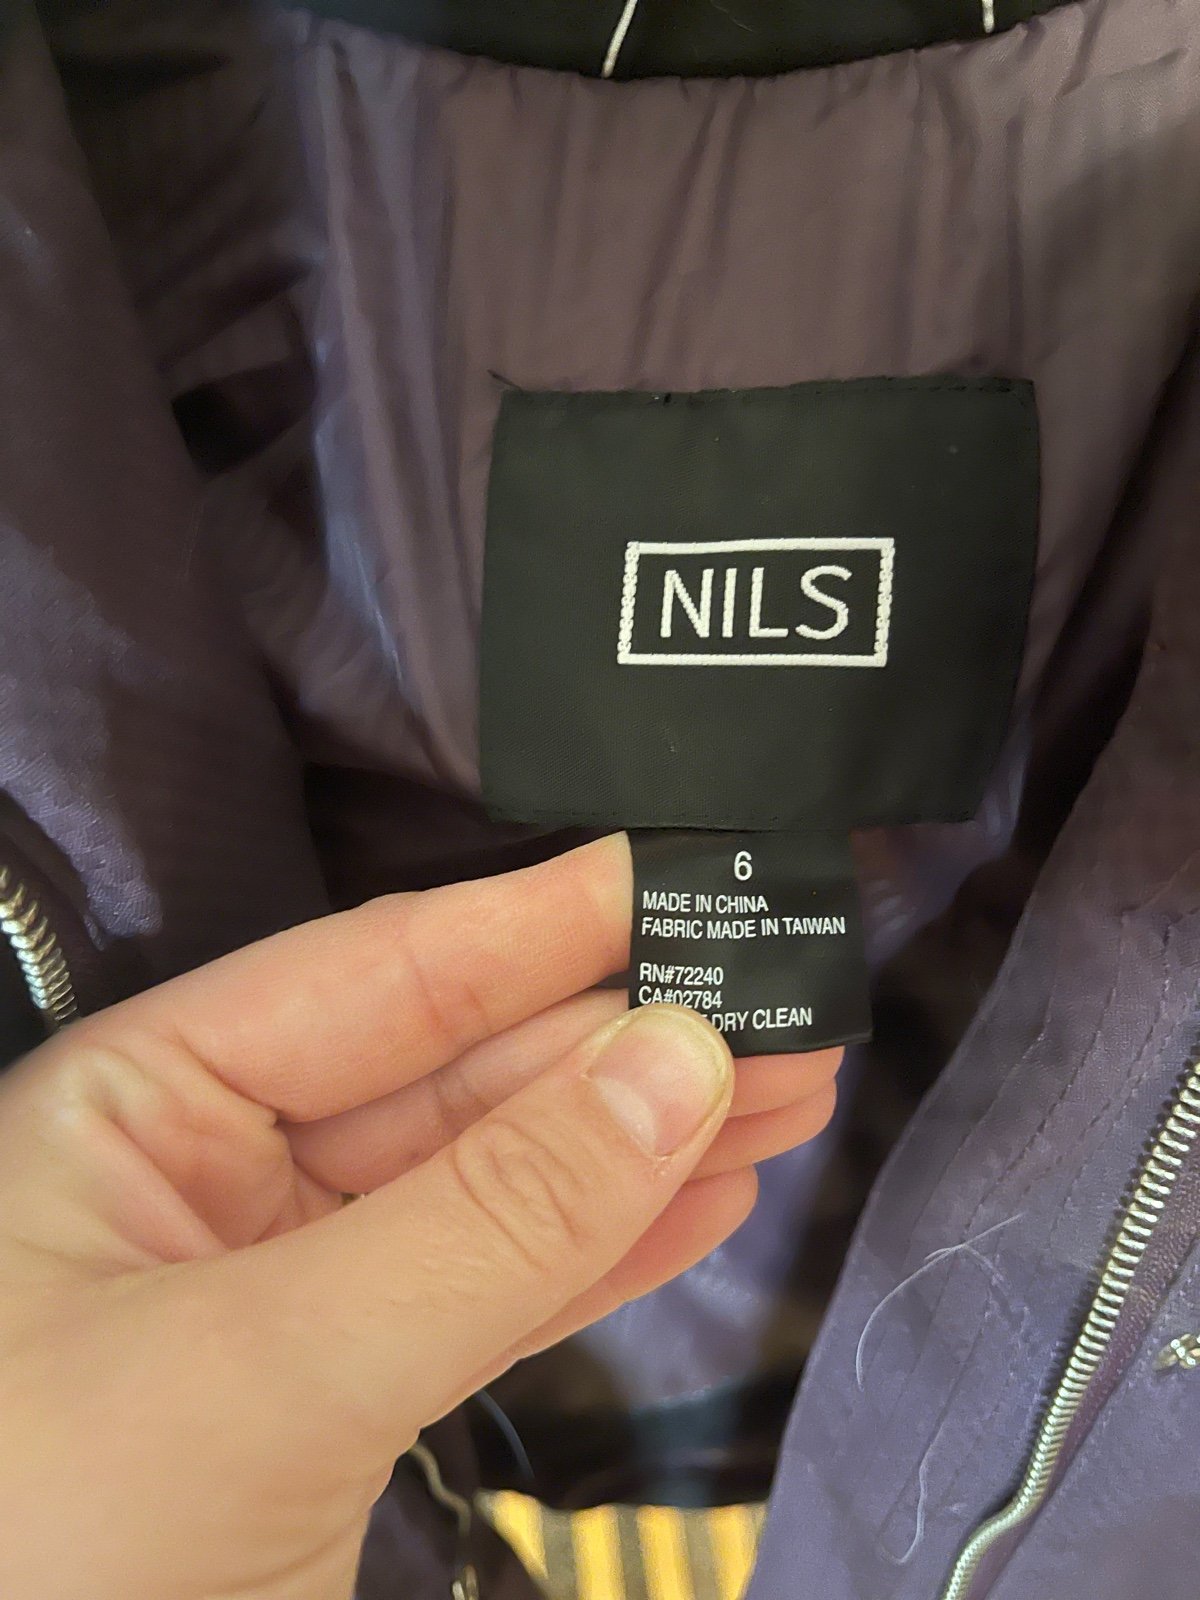 NILS
6
MADE IN CHINA
FABRIC MADE IN TAIWAN
RN#72240
CA#02784
DRY CLEAN